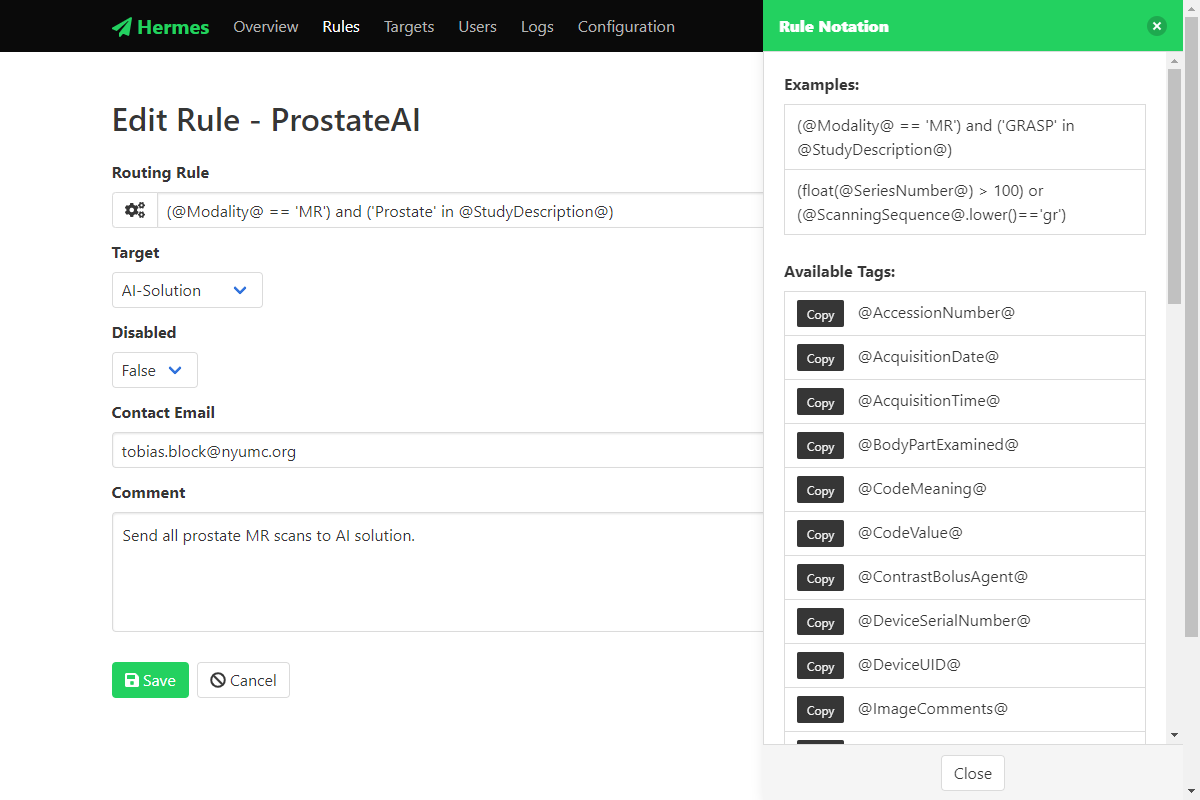 Hermes Overview Rules Targets Users Logs Configuration
Edit Rule - ProstateAI
Routing Rule
(@Modality@ == 'MR') and ('Prostate' in @StudyDescription@)
Target
AI-Solution
Disabled
False
Contact Email
tobias.block@nyumc.org
Comment
Send all prostate MR scans to AI solution.
Save Cancel
Rule Notation
Examples:
(@Modality@ == 'MR') and ('GRASP' in
@StudyDescription@)
(float(@SeriesNumber@) > 100) or
(@ScanningSequence@.lower()=='gr')
Available Tags:
Copy @AccessionNumber@
Copy @AcquisitionDate@
Copy @AcquisitionTime@
Copy @BodyPartExamined@
Copy @CodeMeaning@
Copy @CodeValue@
Copy @ContrastBolusAgent@
Copy @DeviceSerialNumber@
Copy @DeviceUID@
Copy @ImageComments@
Close